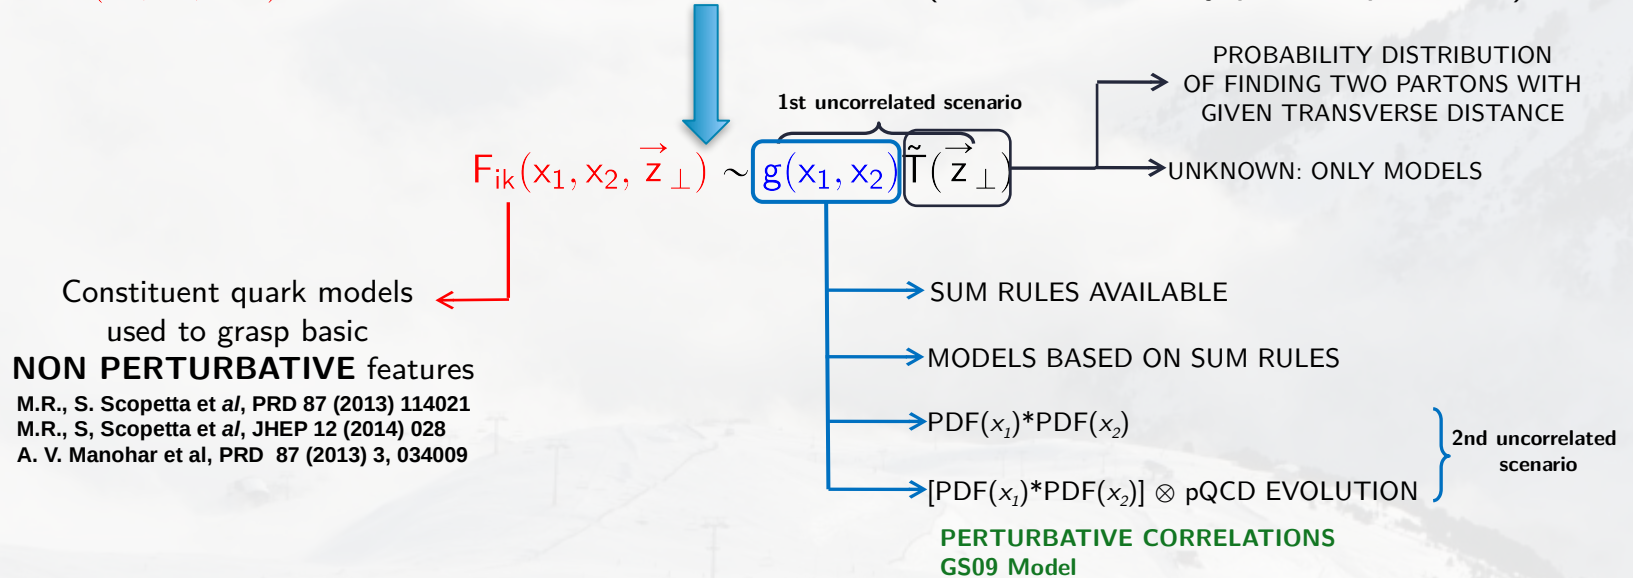 1st uncorrelated scenario
PROBABILITY DISTRIBUTION
OF FINDING TWO PARTONS WITH
GIVEN TRANSVERSE DISTANCE
F_ik(x_1, x_2, \vec{z}_⊥) ∼ g(x_1, x_2) \tilde{T}(\vec{z}_⊥)
UNKNOWN: ONLY MODELS
Constituent quark models
used to grasp basic
NON PERTURBATIVE features
M.R., S. Scopetta et al, PRD 87 (2013) 114021
M.R., S, Scopetta et al, JHEP 12 (2014) 028
A. V. Manohar et al, PRD 87 (2013) 3, 034009
SUM RULES AVAILABLE
MODELS BASED ON SUM RULES
PDF(x_1)*PDF(x_2)
[PDF(x_1)*PDF(x_2)] ⊗ pQCD EVOLUTION
2nd uncorrelated
scenario
PERTURBATIVE CORRELATIONS
GS09 Model